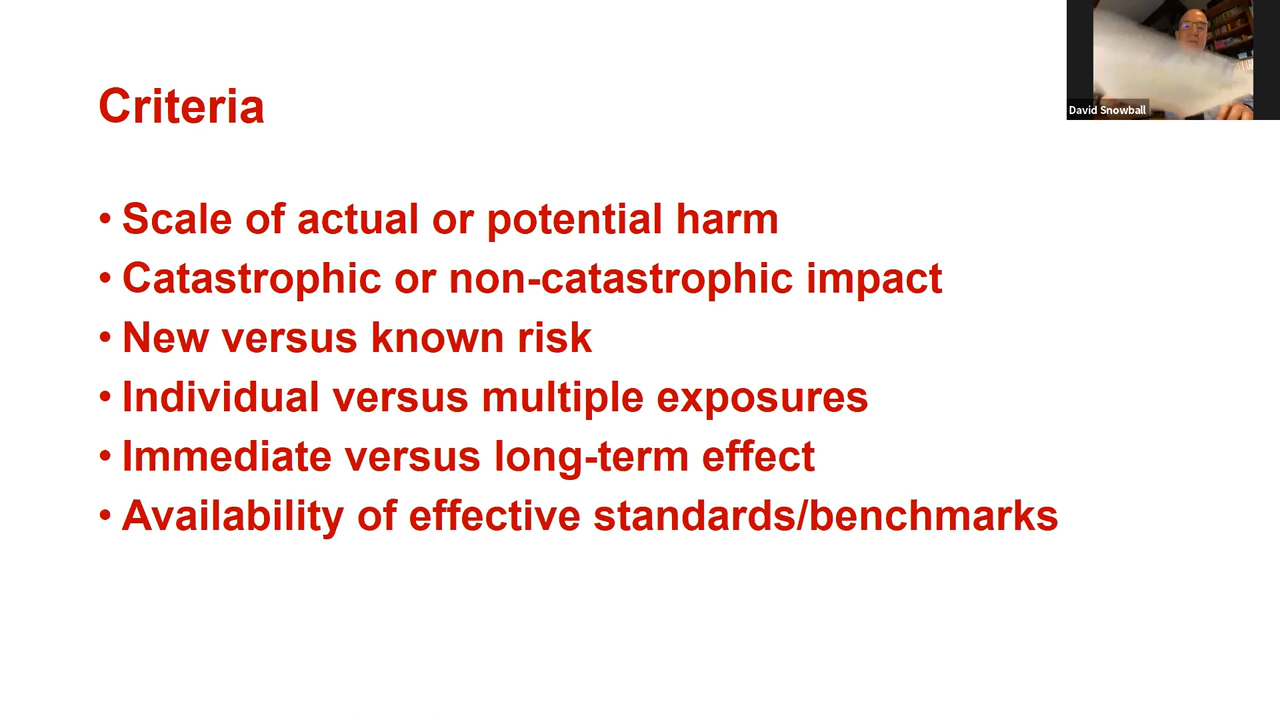 Criteria
• Scale of actual or potential harm
• Catastrophic or non-catastrophic impact
• New versus known risk
• Individual versus multiple exposures
• Immediate versus long-term effect
• Availability of effective standards/benchmarks
David Snowball